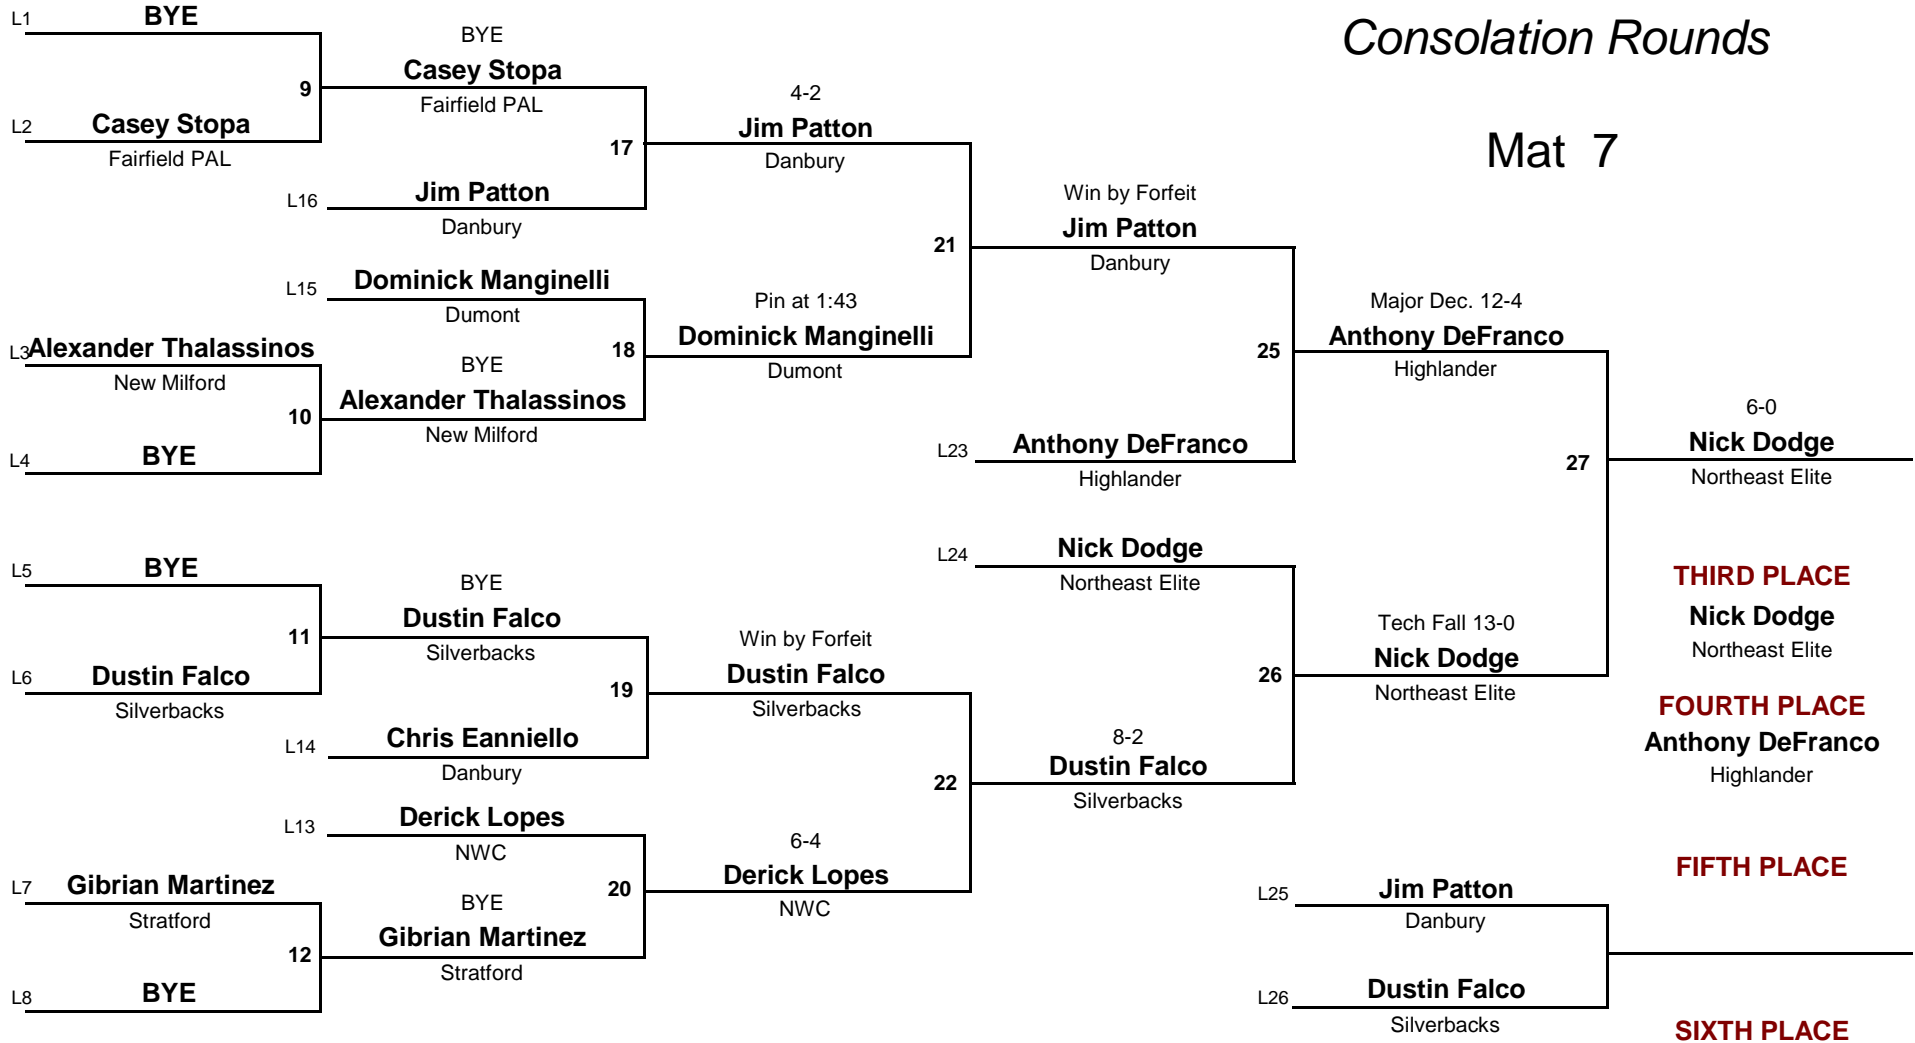 Consolation Rounds
Mat 7
L1 BYE
9
L2 Casey Stopa
Fairfield PAL
BYE
Casey Stopa
Fairfield PAL
17
L16 Jim Patton
Danbury
4-2
Jim Patton
Danbury
21
L15 Dominick Manginelli
Dumont
18
L3 Alexander Thalassinos
New Milford
10
L4 BYE
BYE
Alexander Thalassinos
New Milford
Pin at 1:43
Dominick Manginelli
Dumont
Win by Forfeit
Jim Patton
Danbury
25
L23 Anthony DeFranco
Highlander
Major Dec. 12-4
Anthony DeFranco
Highlander
27
6-0
Nick Dodge
Northeast Elite
L5 BYE
11
L6 Dustin Falco
Silverbacks
BYE
Dustin Falco
Silverbacks
19
L14 Chris Eanniello
Danbury
Win by Forfeit
Dustin Falco
Silverbacks
22
L13 Derick Lopes
NWC
20
L7 Gibrian Martinez
Stratford
12
L8 BYE
BYE
Gibrian Martinez
Stratford
6-4
Derick Lopes
NWC
L24 Nick Dodge
Northeast Elite
26
8-2
Dustin Falco
Silverbacks
Tech Fall 13-0
Nick Dodge
Northeast Elite
THIRD PLACE
Nick Dodge
Northeast Elite
FOURTH PLACE
Anthony DeFranco
Highlander
FIFTH PLACE
L25 Jim Patton
Danbury
L26 Dustin Falco
Silverbacks
SIXTH PLACE